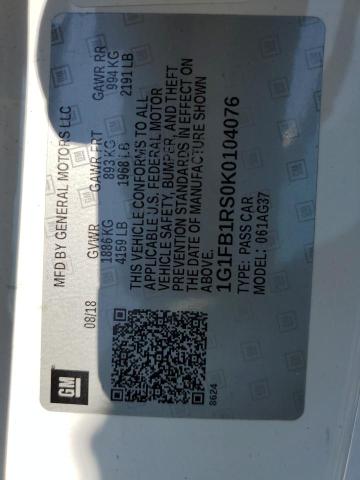 MFD BY GENERAL MOTORS LLC
08/18 GVWR GAWR FRT GAWR RR
1886 KG 893 KG 994 KG
4159 LB 1968 LB 2191 LB
THIS VEHICLE CONFORMS TO ALL
APPLICABLE U.S. FEDERAL MOTOR
VEHICLE SAFETY, BUMPER, AND THEFT
PREVENTION STANDARDS IN EFFECT ON
THE DATE OF MANUFACTURE SHOWN
ABOVE.
1G1FB1RS0K0104076
TYPE: PASS CAR
MODEL: 061AG37
GM
8624